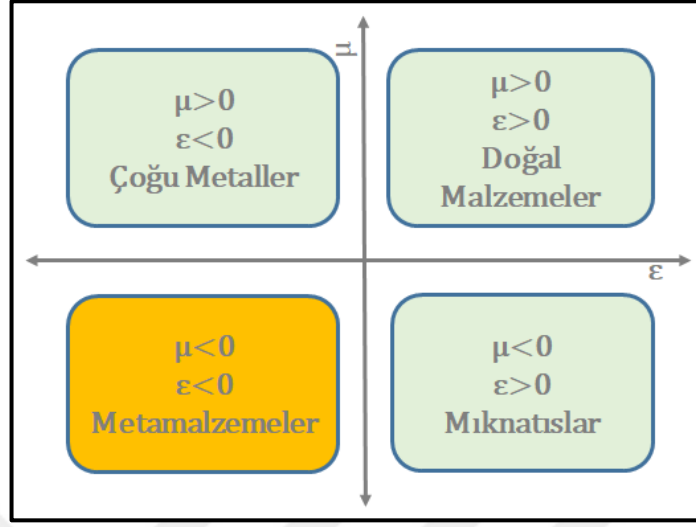 μ
μ>0
ε<0
Çoğu Metaller
μ>0
ε>0
Doğal
Malzemeler
ε
μ<0
ε<0
Metamalzemeler
μ<0
ε>0
Mıknatıslar